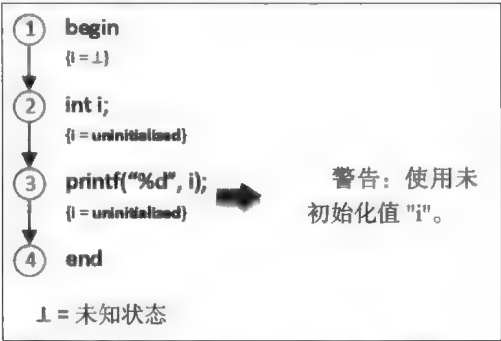 1 begin
{i = ⊥}
2 int i;
{i = uninitialized}
3 printf("%d", i);
{i = uninitialized}
4 end
警告：使用未
初始化值 "i"。
⊥ = 未知状态